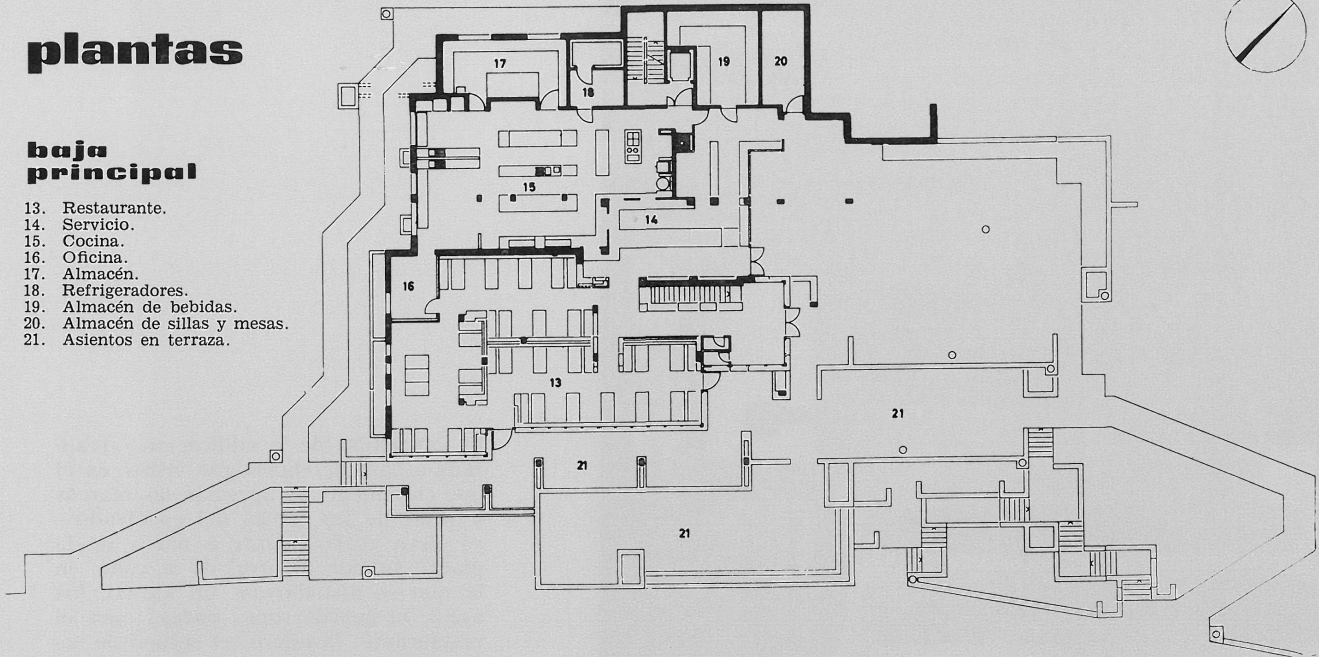 plantas
baja
principal
13. Restaurante.
14. Servicio.
15. Cocina.
16. Oficina.
17. Almacén.
18. Refrigeradores.
19. Almacén de bebidas.
20. Almacén de sillas y mesas.
21. Asientos en terraza.
17
18
19
20
15
14
16
13
21
21
21